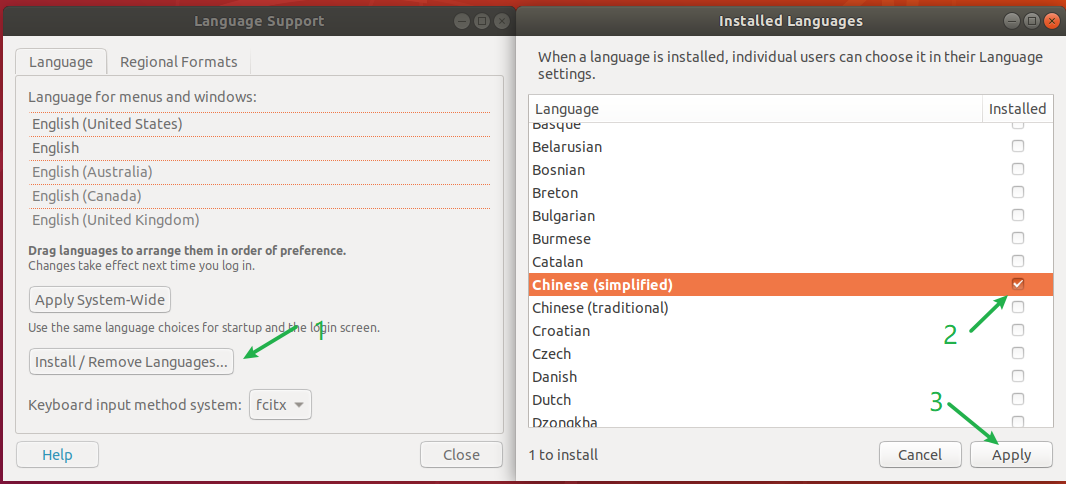 Language Support
Language
Regional Formats
Language for menus and windows:
English (United States)
English
English (Australia)
English (Canada)
English (United Kingdom)
Drag languages to arrange them in order of preference.
Changes take effect next time you log in.
Apply System-Wide
Use the same language choices for startup and the login screen.
1
Install / Remove Languages...
Keyboard input method system: fcitx
Help
Close
Installed Languages
When a language is installed, individual users can choose it in their Language
settings.
Language Installed
Basque
Belarusian
Bosnian
Breton
Bulgarian
Burmese
Catalan
Chinese (simplified)
Chinese (traditional)
2
Croatian
Czech
Danish
Dutch
3
Dzongkha
1 to install
Cancel
Apply